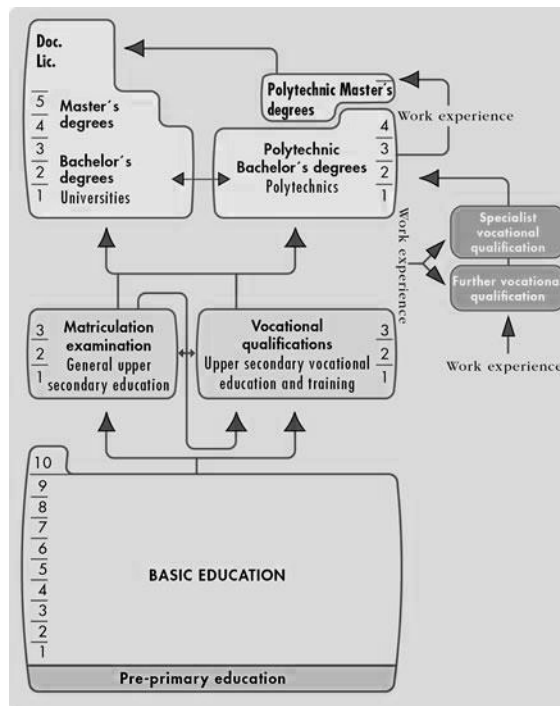 Doc.
Lic.
5
4
3
2
1
Master´s
degrees
Bachelor´s
degrees
Universities
Polytechnic Master´s
degrees
Work experience
Polytechnic
Bachelor´s degrees
Polytechnics
4
3
2
1
Work experience
Specialist
vocational
qualification
Further vocational
qualification
Work experience
3
2
1
Matriculation
examination
General upper
secondary education
Vocational
qualifications
Upper secondary vocational
education and training
3
2
1
10
9
8
7
6
5
4
3
2
1
BASIC EDUCATION
Pre-primary education